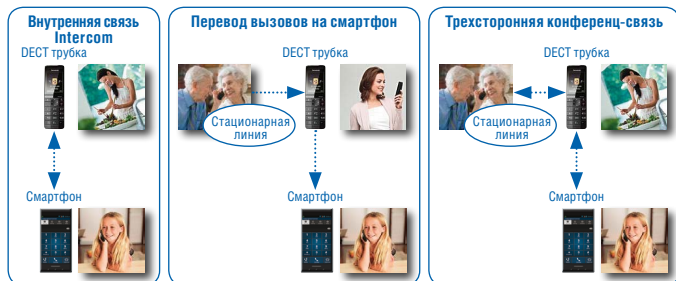 Внутренняя связь
Intercom
DECT трубка
Смартфон
Перевод вызовов на смартфон
DECT трубка
Стационарная
линия
Смартфон
Трехсторонняя конференц-связь
DECT трубка
Стационарная
линия
Смартфон